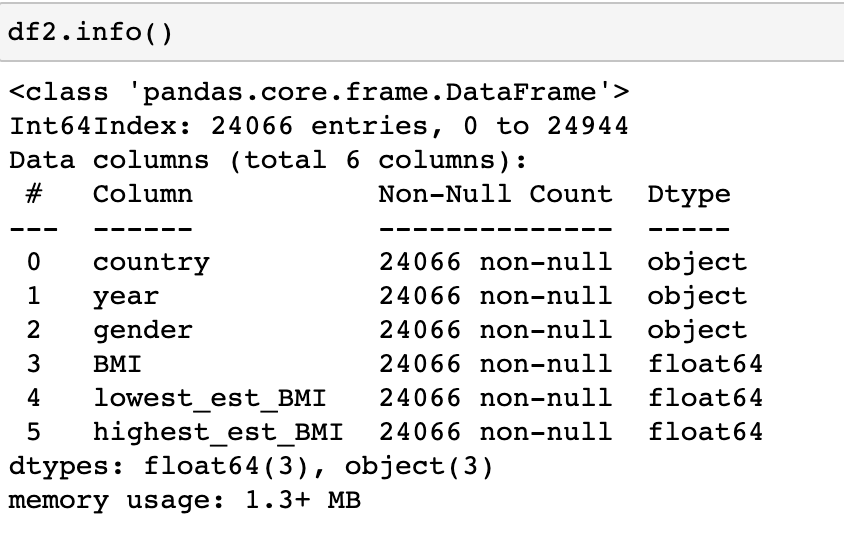 df2.info()
<class 'pandas.core.frame.DataFrame'>
Int64Index: 24066 entries, 0 to 24944
Data columns (total 6 columns):
 #   Column           Non-Null Count  Dtype
---  ------           --------------  -----
 0   country          24066 non-null  object
 1   year             24066 non-null  object
 2   gender           24066 non-null  object
 3   BMI              24066 non-null  float64
 4   lowest_est_BMI   24066 non-null  float64
 5   highest_est_BMI  24066 non-null  float64
dtypes: float64(3), object(3)
memory usage: 1.3+ MB